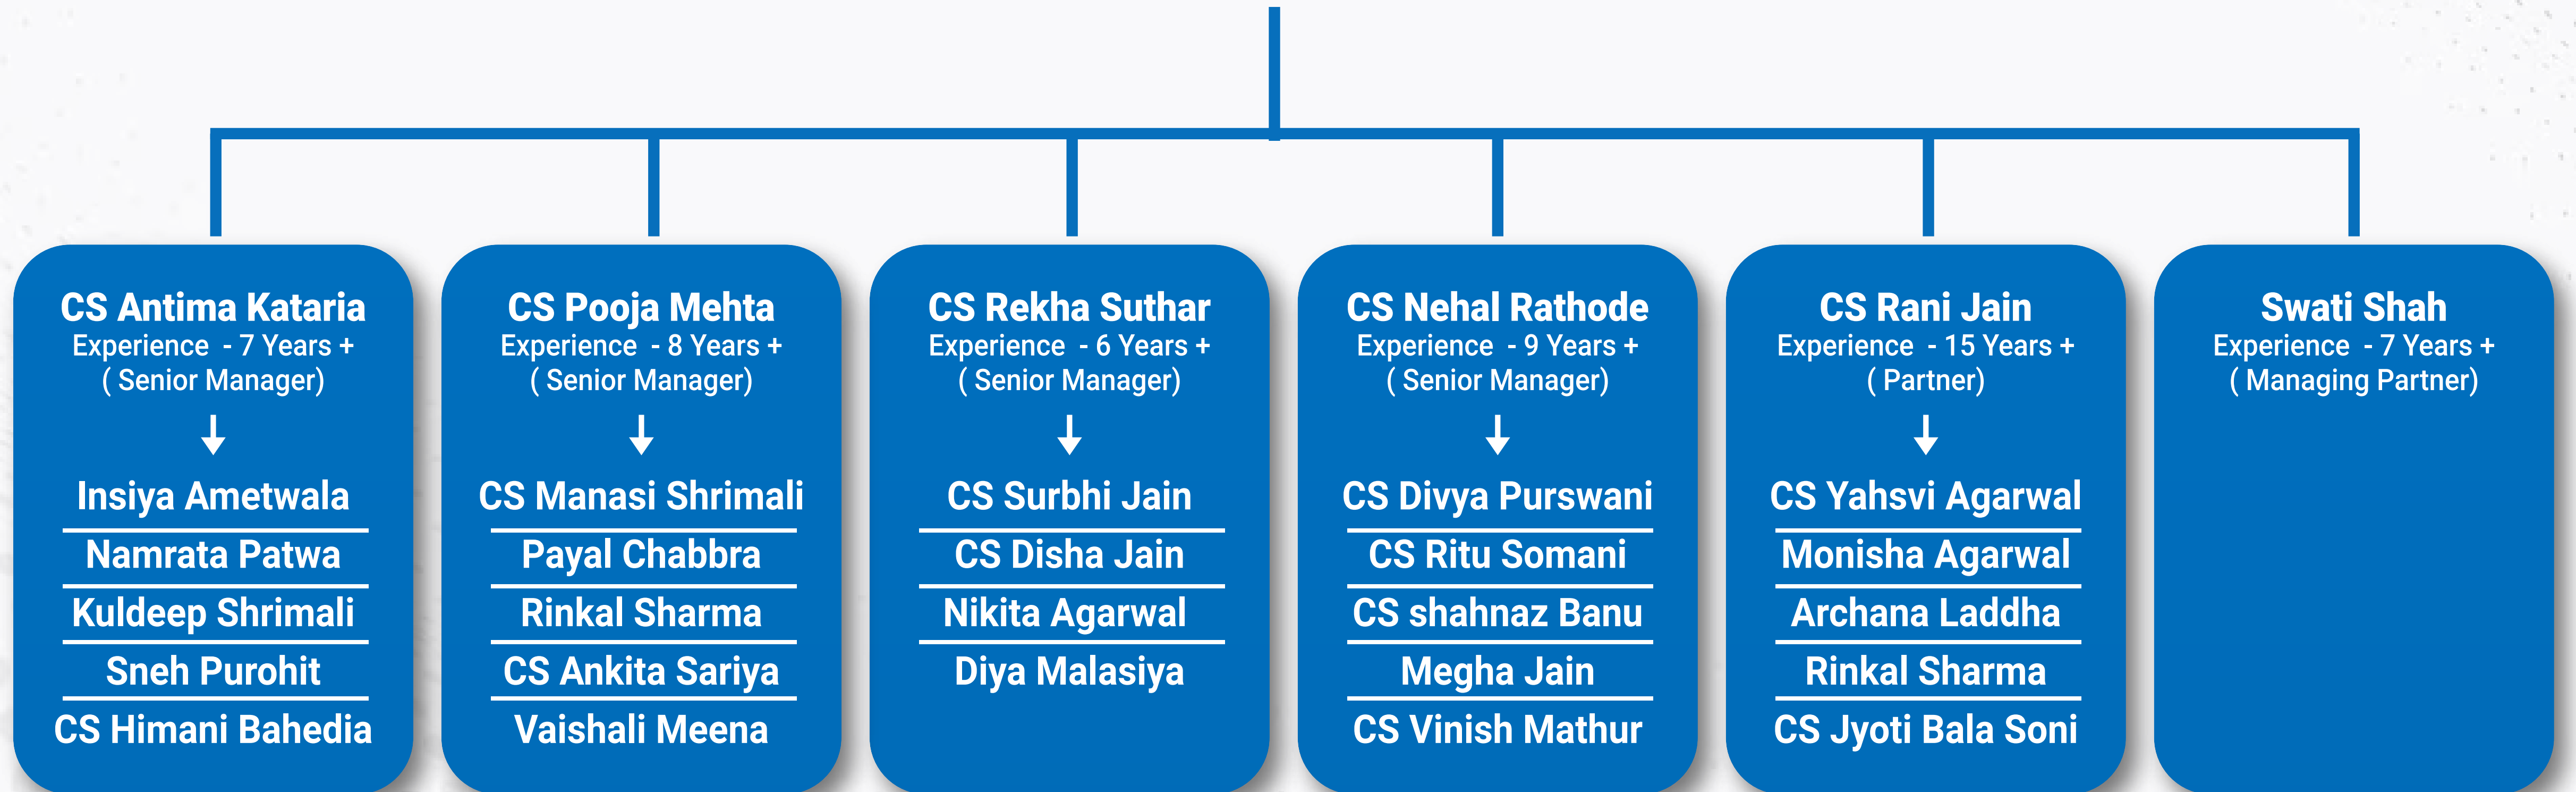 CS Antima Kataria
Experience - 7 Years +
( Senior Manager)
Insiya Ametwala
Namrata Patwa
Kuldeep Shrimali
Sneh Purohit
CS Himani Bahedia
CS Pooja Mehta
Experience - 8 Years +
( Senior Manager)
CS Manasi Shrimali
Payal Chabbra
Rinkal Sharma
CS Ankita Sariya
Vaishali Meena
CS Rekha Suthar
Experience - 6 Years +
( Senior Manager)
CS Surbhi Jain
CS Disha Jain
Nikita Agarwal
Diya Malasiya
CS Nehal Rathode
Experience - 9 Years +
( Senior Manager)
CS Divya Purswani
CS Ritu Somani
CS shahnaz Banu
Megha Jain
CS Vinish Mathur
CS Rani Jain
Experience - 15 Years +
( Partner)
CS Yahsvi Agarwal
Monisha Agarwal
Archana Laddha
Rinkal Sharma
CS Jyoti Bala Soni
Swati Shah
Experience - 7 Years +
( Managing Partner)